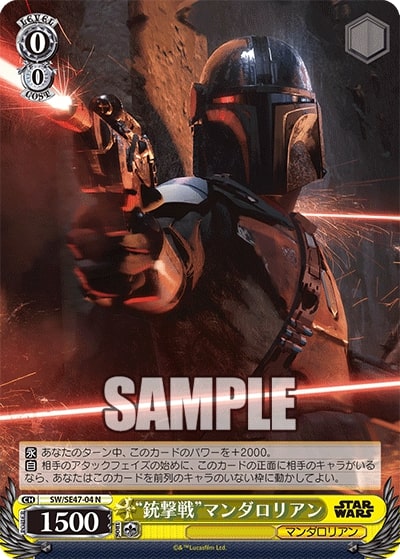 LEVEL
0
0
COST
SAMPLE
永 あなたのターン中、このカードのパワーを+2000。
自 相手のアタックフェイズの始めに、このカードの正面に相手のキャラがいる
なら、あなたはこのカードを前列のキャラのいない枠に動かしてよい。
CH SW/SE47-04 N
1500
“銃撃戦”マンダロリアン
STAR WARS
マンダロリアン
©&™Lucasfilm Ltd.